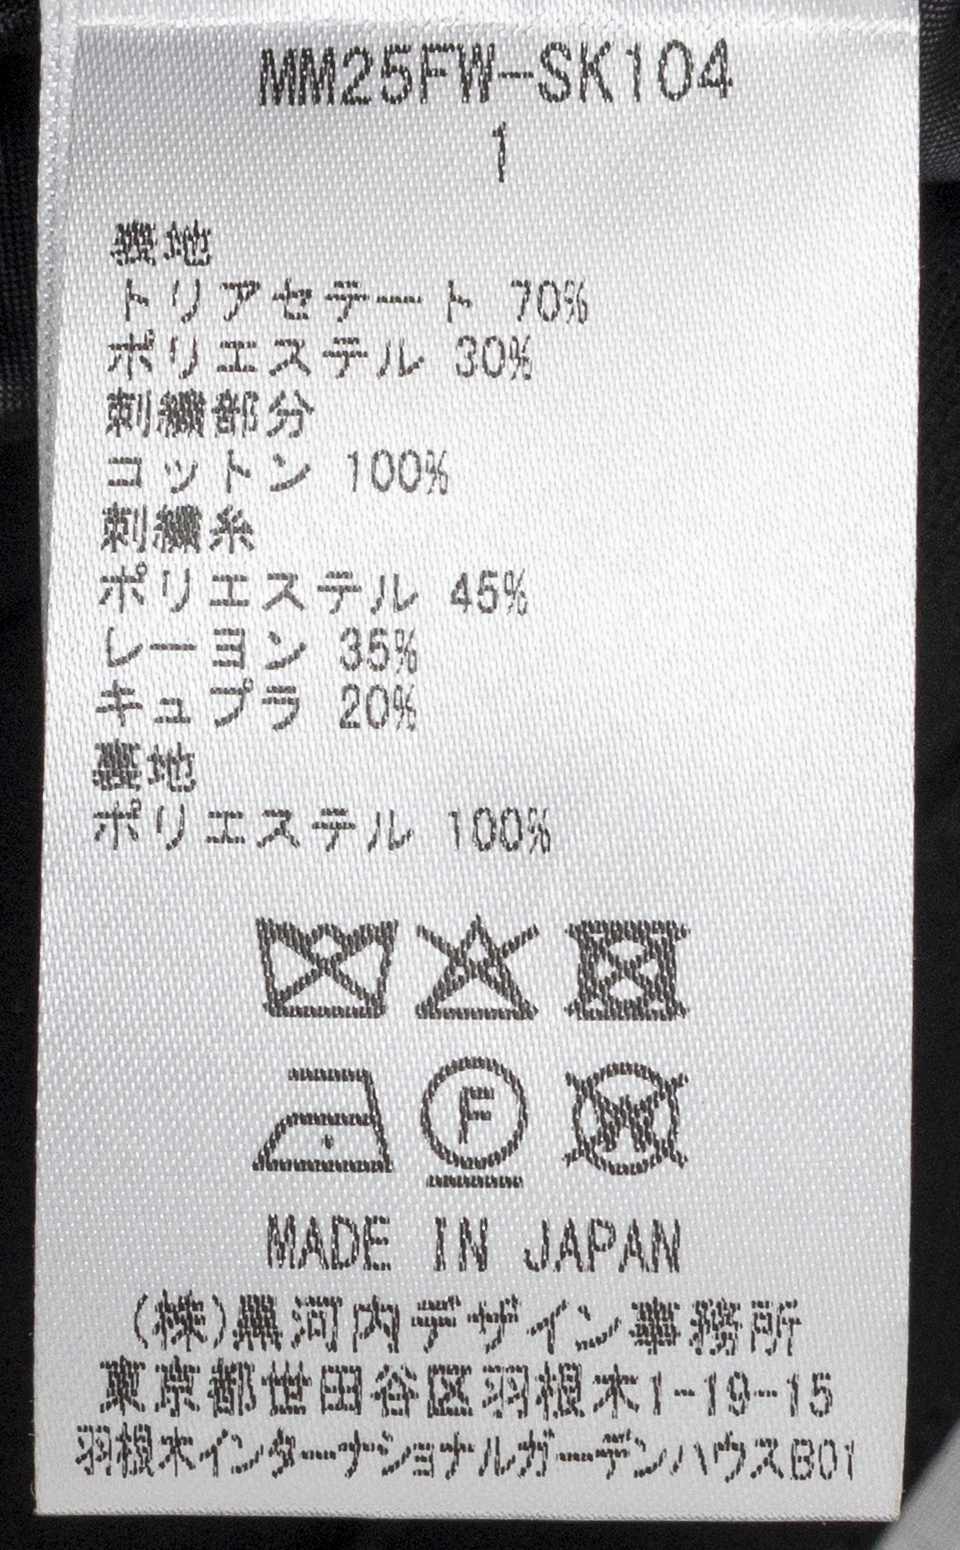 MM25FW-SK104
1
表地
トリアセテート 70%
ポリエステル 30%
刺繍部分
コットン 100%
刺繍糸
ポリエステル 45%
レーヨン 35%
キュプラ 20%
裏地
ポリエステル 100%
F
W
MADE IN JAPAN
(株)黒河内デザイン事務所
東京都世田谷区羽根木1-19-15
羽根木インターナショナルガーデンハウスB01